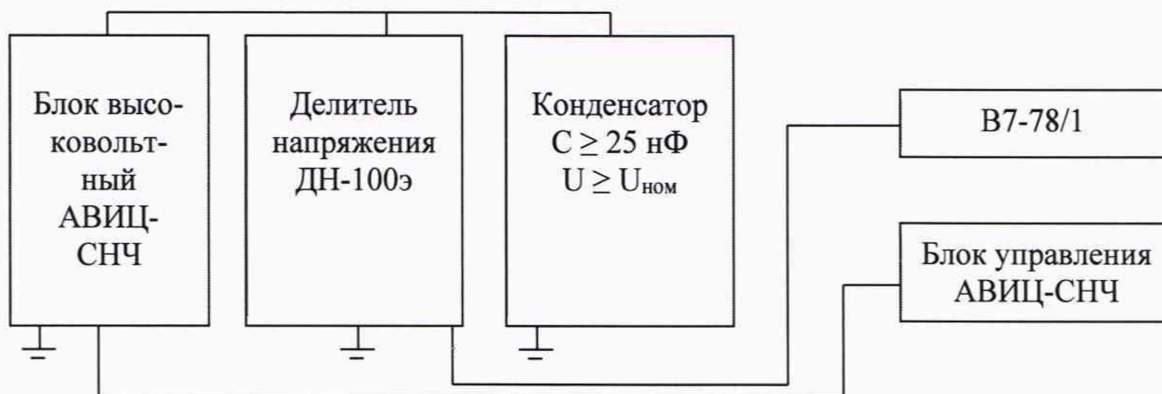 Блок высо-
ковольт-
ный
АВИЦ-
СНЧ
Делитель
напряжения
ДН-100э
Конденсатор
C ≥ 25 нФ
U ≥ Uном
В7-78/1
Блок управления
АВИЦ-СНЧ